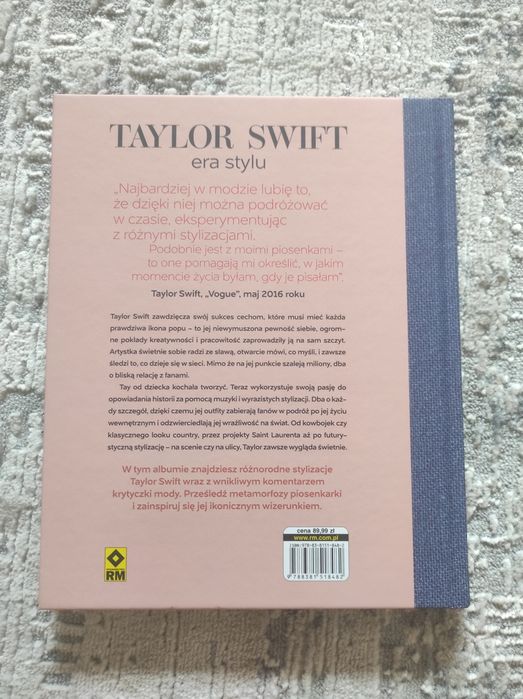 TAYLOR SWIFT
era stylu
„Najbardziej w modzie lubię to,
że dzięki niej można podróżować
w czasie, eksperymentując
z różnymi stylizacjami.
Podobnie jest z moimi piosenkami –
to one pomagają mi określić, w jakim
momencie życia byłam, gdy je pisałam”.
Taylor Swift, „Vogue”, maj 2016 roku
Taylor Swift zawdzięcza swój sukces cechom, które musi mieć każda
prawdziwa ikona popu – to jej niewymuszona pewność siebie, ogrom-
ne pokłady kreatywności i pracowitość zaprowadziły ją na sam szczyt.
Artystka świetnie sobie radzi ze sławą, otwarcie mówi, co myśli, i zawsze
śledzi to, co dzieje się w sieci. Mimo że na jej punkcie szaleją miliony, dba
o bliską relację z fanami.
Tay od dziecka kochała tworzyć. Teraz wykorzystuje swoją pasję do
opowiadania historii za pomocą muzyki i wyrazistych stylizacji. Dba o każ-
dy szczegół, dzięki czemu jej outfity zabierają fanów w podróż po jej życiu
wewnętrznym i odzwierciedlają jej wrażliwość na świat. Od kowbojek czy
klasycznego looku country, przez projekty Saint Laurenta aż po futury-
styczną stylizację – na scenie czy na ulicy, Taylor zawsze wygląda świetnie.
W tym albumie znajdziesz różnorodne stylizacje
Taylor Swift wraz z wnikliwym komentarzem
krytyczki mody. Prześledź metamorfozy piosenkarki
i zainspiruj się jej ikonicznym wizerunkiem.
RM
cena 89,99 zł
www.rm.com.pl
ISBN 978-83-8151-848-2
9 788381 518482